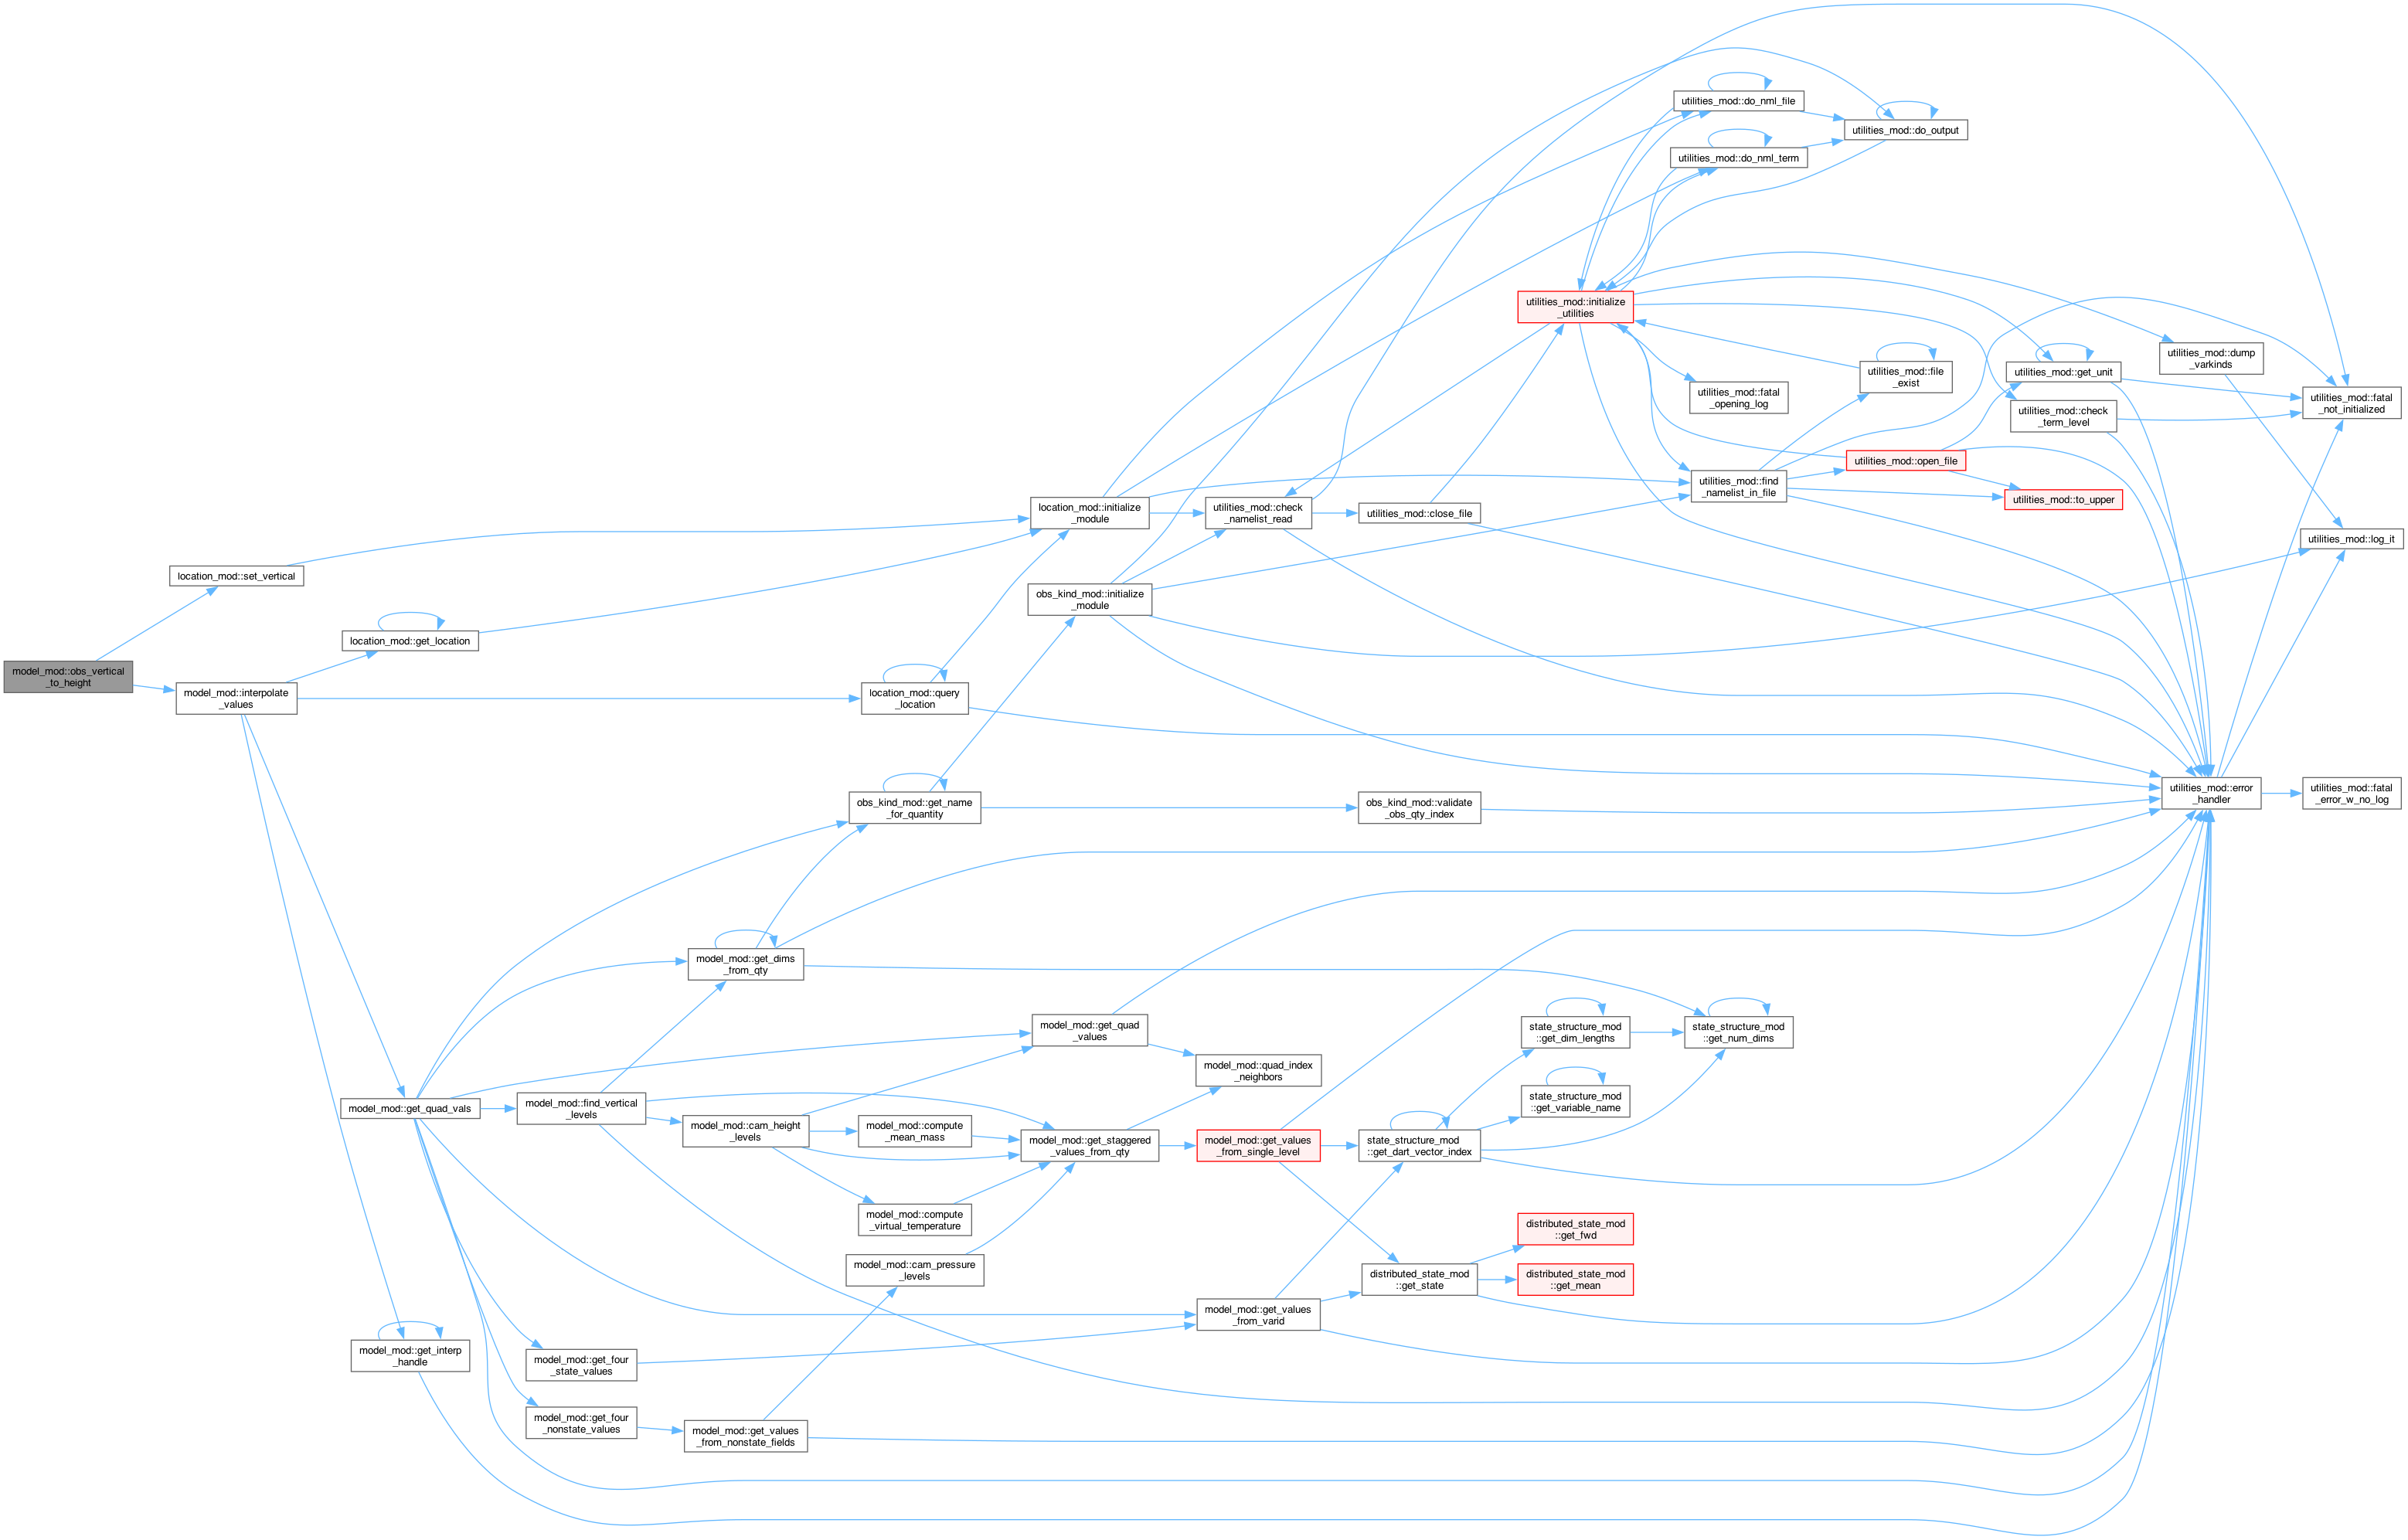 model_mod::obs_vertical
_to_height
location_mod::set_vertical
model_mod::interpolate
_values
location_mod::get_location
model_mod::get_quad_vals
model_mod::get_interp
_handle
model_mod::find_vertical
_levels
model_mod::get_four
_state_values
model_mod::get_four
_nonstate_values
model_mod::get_dims
_from_qty
model_mod::cam_height
_levels
model_mod::get_values
_from_nonstate_fields
location_mod::query
_location
obs_kind_mod::get_name
_for_quantity
model_mod::compute
_mean_mass
model_mod::compute
_virtual_temperature
model_mod::cam_pressure
_levels
location_mod::initialize
_module
obs_kind_mod::initialize
_module
model_mod::get_quad
_values
model_mod::get_staggered
_values_from_qty
utilities_mod::check
_namelist_read
model_mod::quad_index
_neighbors
model_mod::get_values
_from_single_level
model_mod::get_values
_from_varid
utilities_mod::close_file
obs_kind_mod::validate
_obs_qty_index
state_structure_mod
::get_dart_vector_index
distributed_state_mod
::get_state
utilities_mod::initialize
_utilities
state_structure_mod
::get_dim_lengths
state_structure_mod
::get_variable_name
distributed_state_mod
::get_fwd
distributed_state_mod
::get_mean
utilities_mod::do_nml_file
utilities_mod::do_nml_term
utilities_mod::fatal
_opening_log
utilities_mod::find
_namelist_in_file
state_structure_mod
::get_num_dims
utilities_mod::do_output
utilities_mod::file
_exist
utilities_mod::open_file
utilities_mod::get_unit
utilities_mod::check
_term_level
utilities_mod::to_upper
utilities_mod::dump
_varkinds
utilities_mod::error
_handler
utilities_mod::fatal
_not_initialized
utilities_mod::log_it
utilities_mod::fatal
_error_w_no_log